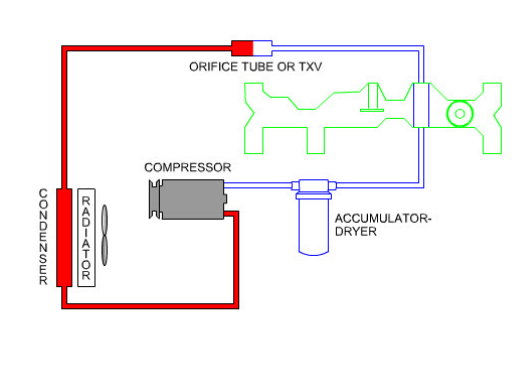 ORIFICE TUBE OR TXV
COMPRESSOR
CONDENSER
RADIATOR
ACCUMULATOR-
DRYER